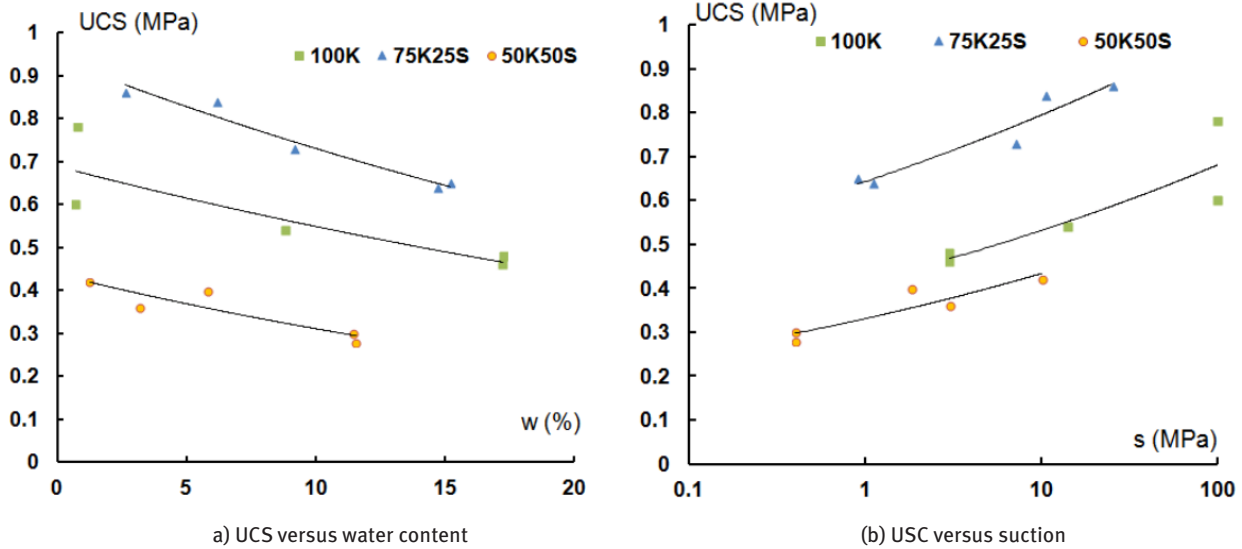 UCS (MPa)
1
0.9
0.8
0.7
0.6
0.5
0.4
0.3
0.2
0.1
0
100K 75K25S 50K50S
w (%)
0 5 10 15 20
a) UCS versus water content
UCS (MPa)
1
0.9
0.8
0.7
0.6
0.5
0.4
0.3
0.2
0.1
0
100K 75K25S 50K50S
s (MPa)
0.1 1 10 100
(b) USC versus suction